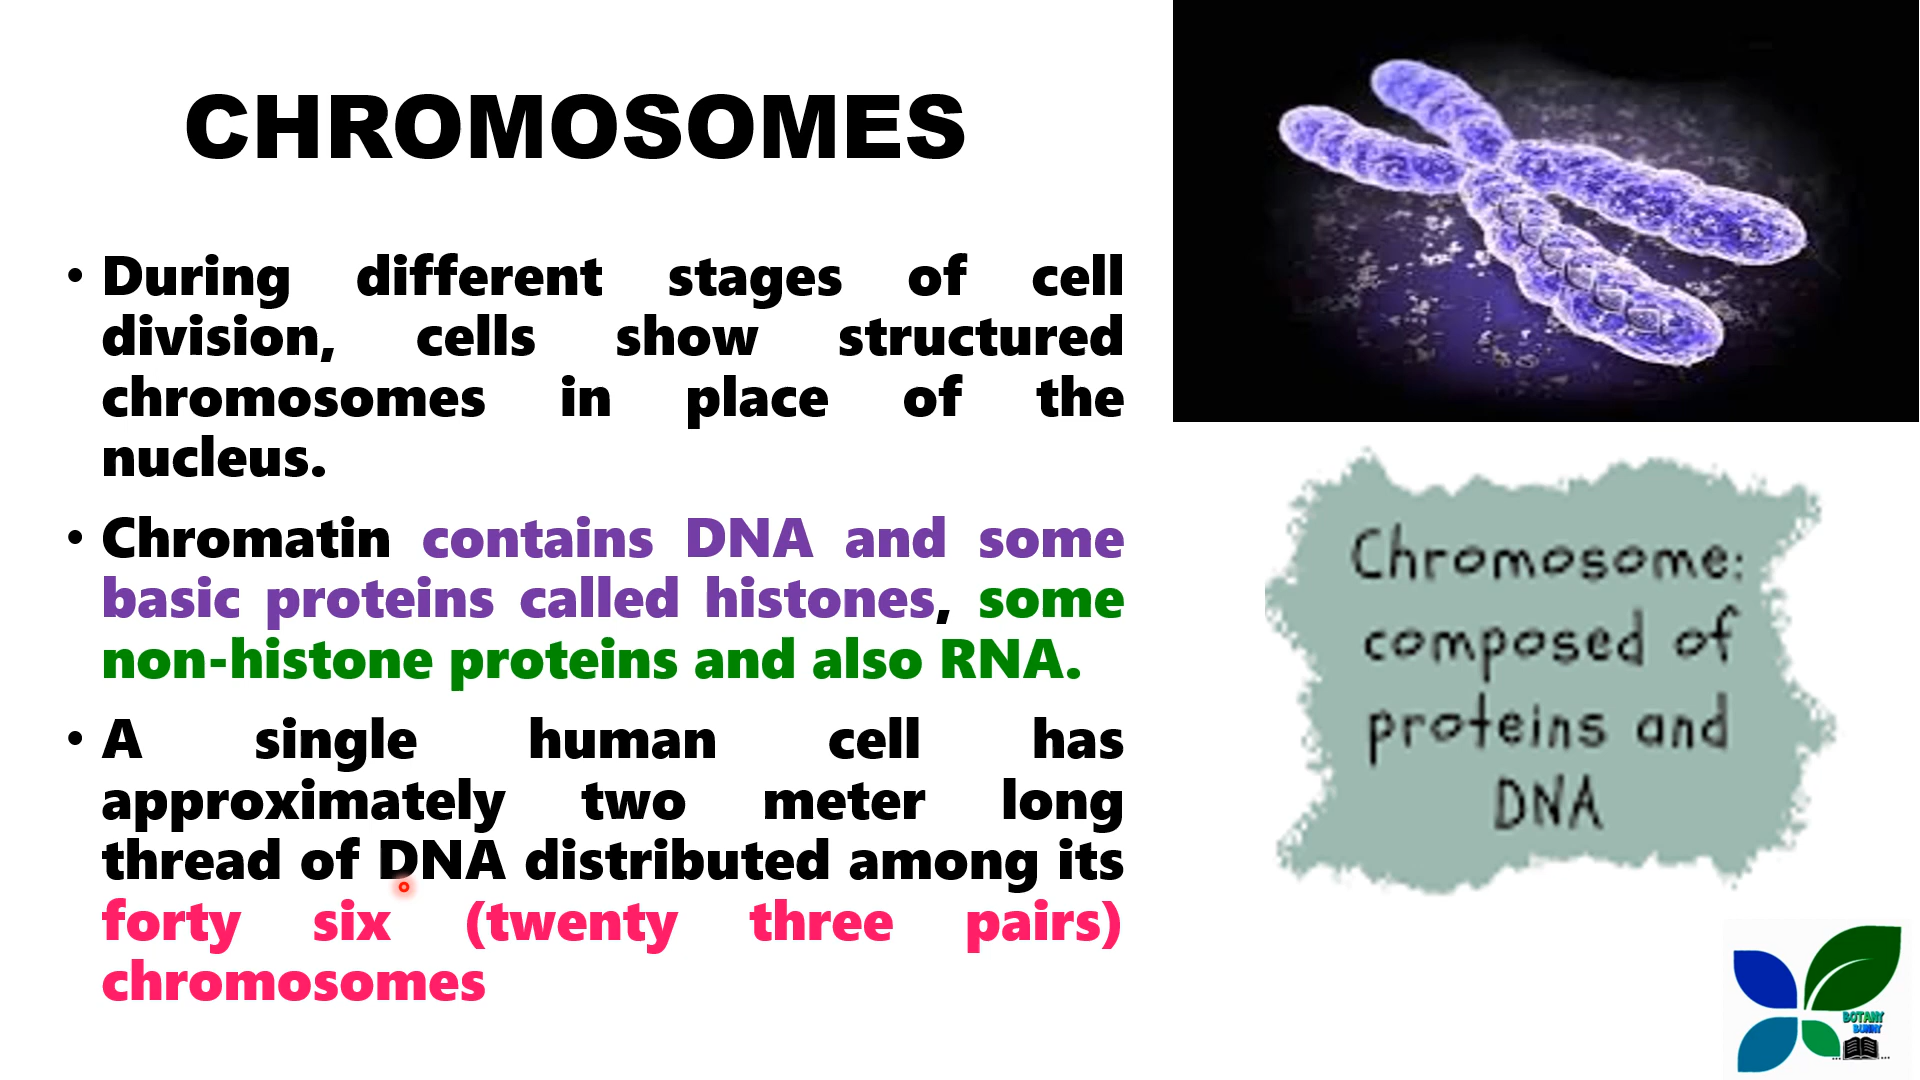 CHROMOSOMES
• During different stages of cell
division, cells show structured
chromosomes in place of the
nucleus.
• Chromatin contains DNA and some
basic proteins called histones, some
non-histone proteins and also RNA.
• A single human cell has
approximately two meter long
thread of DNA distributed among its
forty six (twenty three pairs)
chromosomes
Chromosome:
composed of
proteins and
DNA
BOTANY
BUNNY